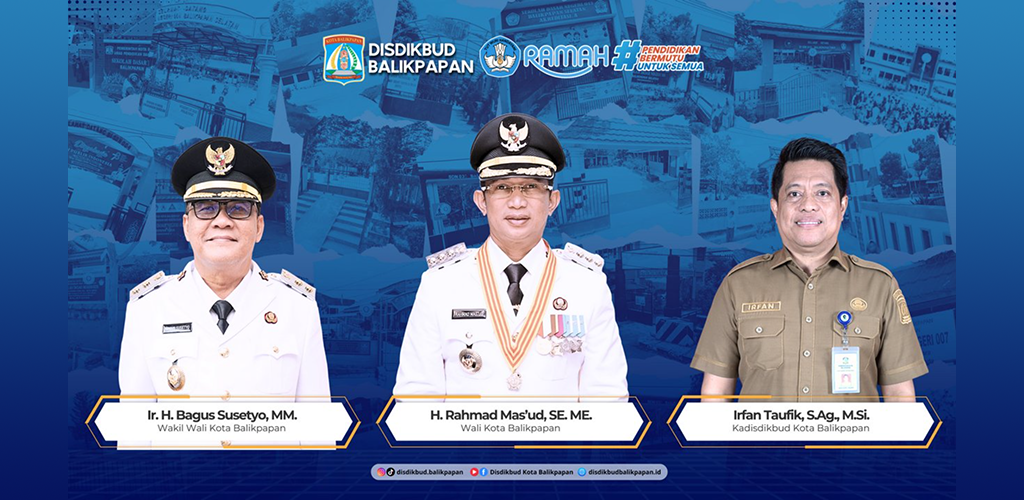 KOTA BALIKPAPAN
DISDIKBUD
BALIKPAPAN
RAMAH
#PENDIDIKAN
BERMUTU
UNTUK SEMUA
IRFAN
Ir. H. Bagus Susetyo, MM.
Wakil Wali Kota Balikpapan
H. Rahmad Mas'ud, SE. ME.
Wali Kota Balikpapan
Irfan Taufik, S.Ag., M.Si.
Kadisdikbud Kota Balikpapan
disdikbud.balikpapan
Disdikbud Kota Balikpapan
disdikbudbalikpapan.id